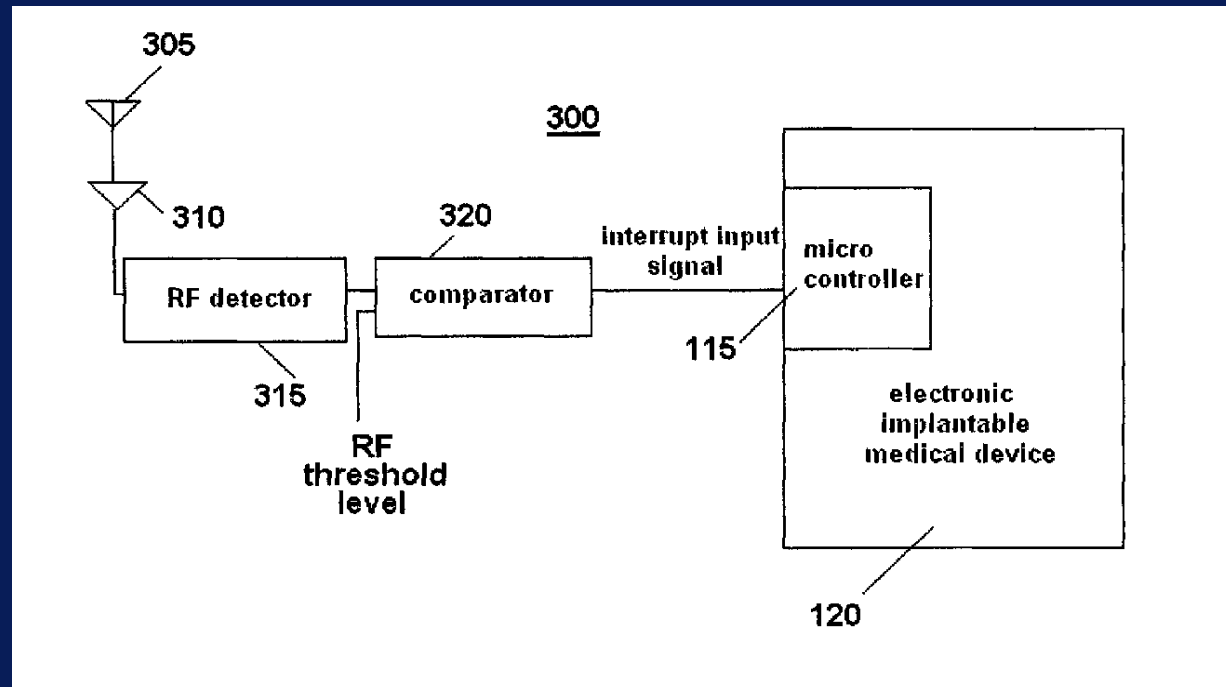 305
300
310
320
interrupt input
signal
micro
controller
RF detector
comparator
115
315
RF
threshold
level
electronic
implantable
medical device
120